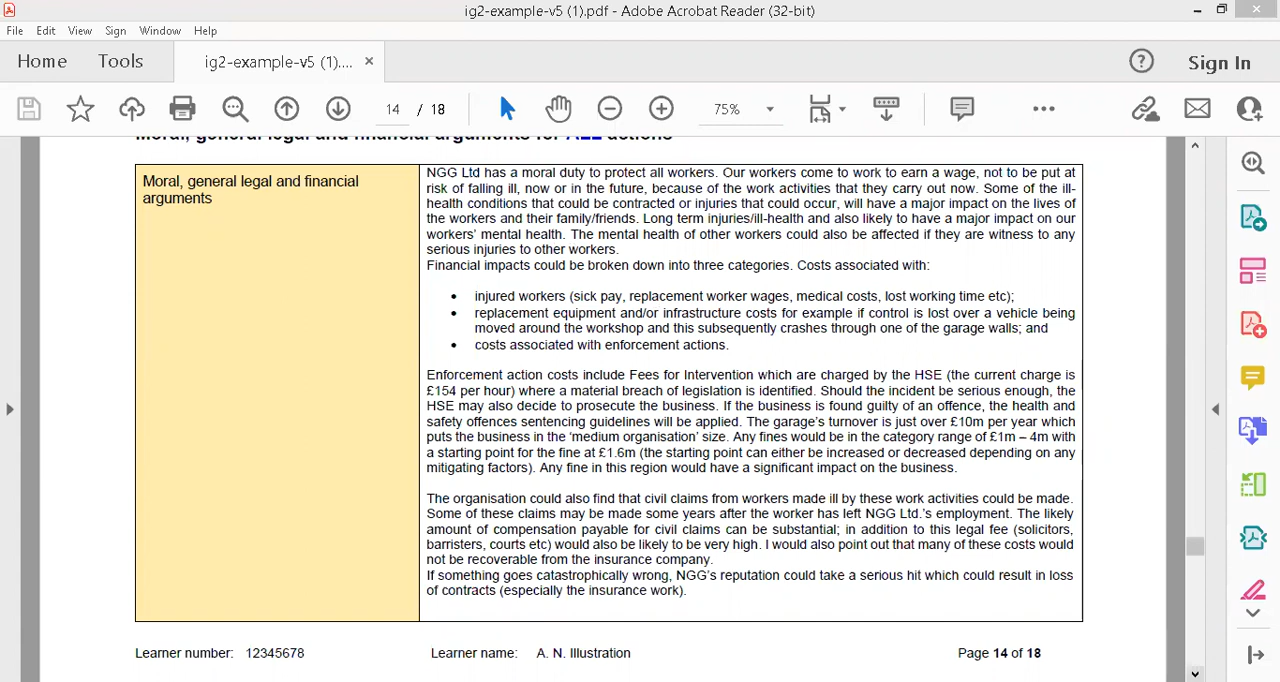 ig2-example-v5 (1).pdf - Adobe Acrobat Reader (32-bit)
File Edit View Sign Window Help
Home Tools ig2-example-v5 (1).... × ? Sign In
14 / 18 75%
Moral, general legal and financial arguments for ALL actions
Moral, general legal and financial
arguments
NGG Ltd has a moral duty to protect all workers. Our workers come to work to earn a wage, not to be put at
risk of falling ill, now or in the future, because of the work activities that they carry out now. Some of the ill-
health conditions that could be contracted or injuries that could occur, will have a major impact on the lives of
the workers and their family/friends. Long term injuries/ill-health and also likely to have a major impact on our
workers' mental health. The mental health of other workers could also be affected if they are witness to any
serious injuries to other workers.
Financial impacts could be broken down into three categories. Costs associated with:
• injured workers (sick pay, replacement worker wages, medical costs, lost working time etc);
• replacement equipment and/or infrastructure costs for example if control is lost over a vehicle being
moved around the workshop and this subsequently crashes through one of the garage walls; and
• costs associated with enforcement actions.
Enforcement action costs include Fees for Intervention which are charged by the HSE (the current charge is
£154 per hour) where a material breach of legislation is identified. Should the incident be serious enough, the
HSE may also decide to prosecute the business. If the business is found guilty of an offence, the health and
safety offences sentencing guidelines will be applied. The garage's turnover is just over £10m per year which
puts the business in the 'medium organisation' size. Any fines would be in the category range of £1m – 4m with
a starting point for the fine at £1.6m (the starting point can either be increased or decreased depending on any
mitigating factors). Any fine in this region would have a significant impact on the business.
The organisation could also find that civil claims from workers made ill by these work activities could be made.
Some of these claims may be made some years after the worker has left NGG Ltd.'s employment. The likely
amount of compensation payable for civil claims can be substantial; in addition to this legal fee (solicitors,
barristers, courts etc) would also be likely to be very high. I would also point out that many of these costs would
not be recoverable from the insurance company.
If something goes catastrophically wrong, NGG's reputation could take a serious hit which could result in loss
of contracts (especially the insurance work).
Learner number: 12345678 Learner name: A. N. Illustration Page 14 of 18